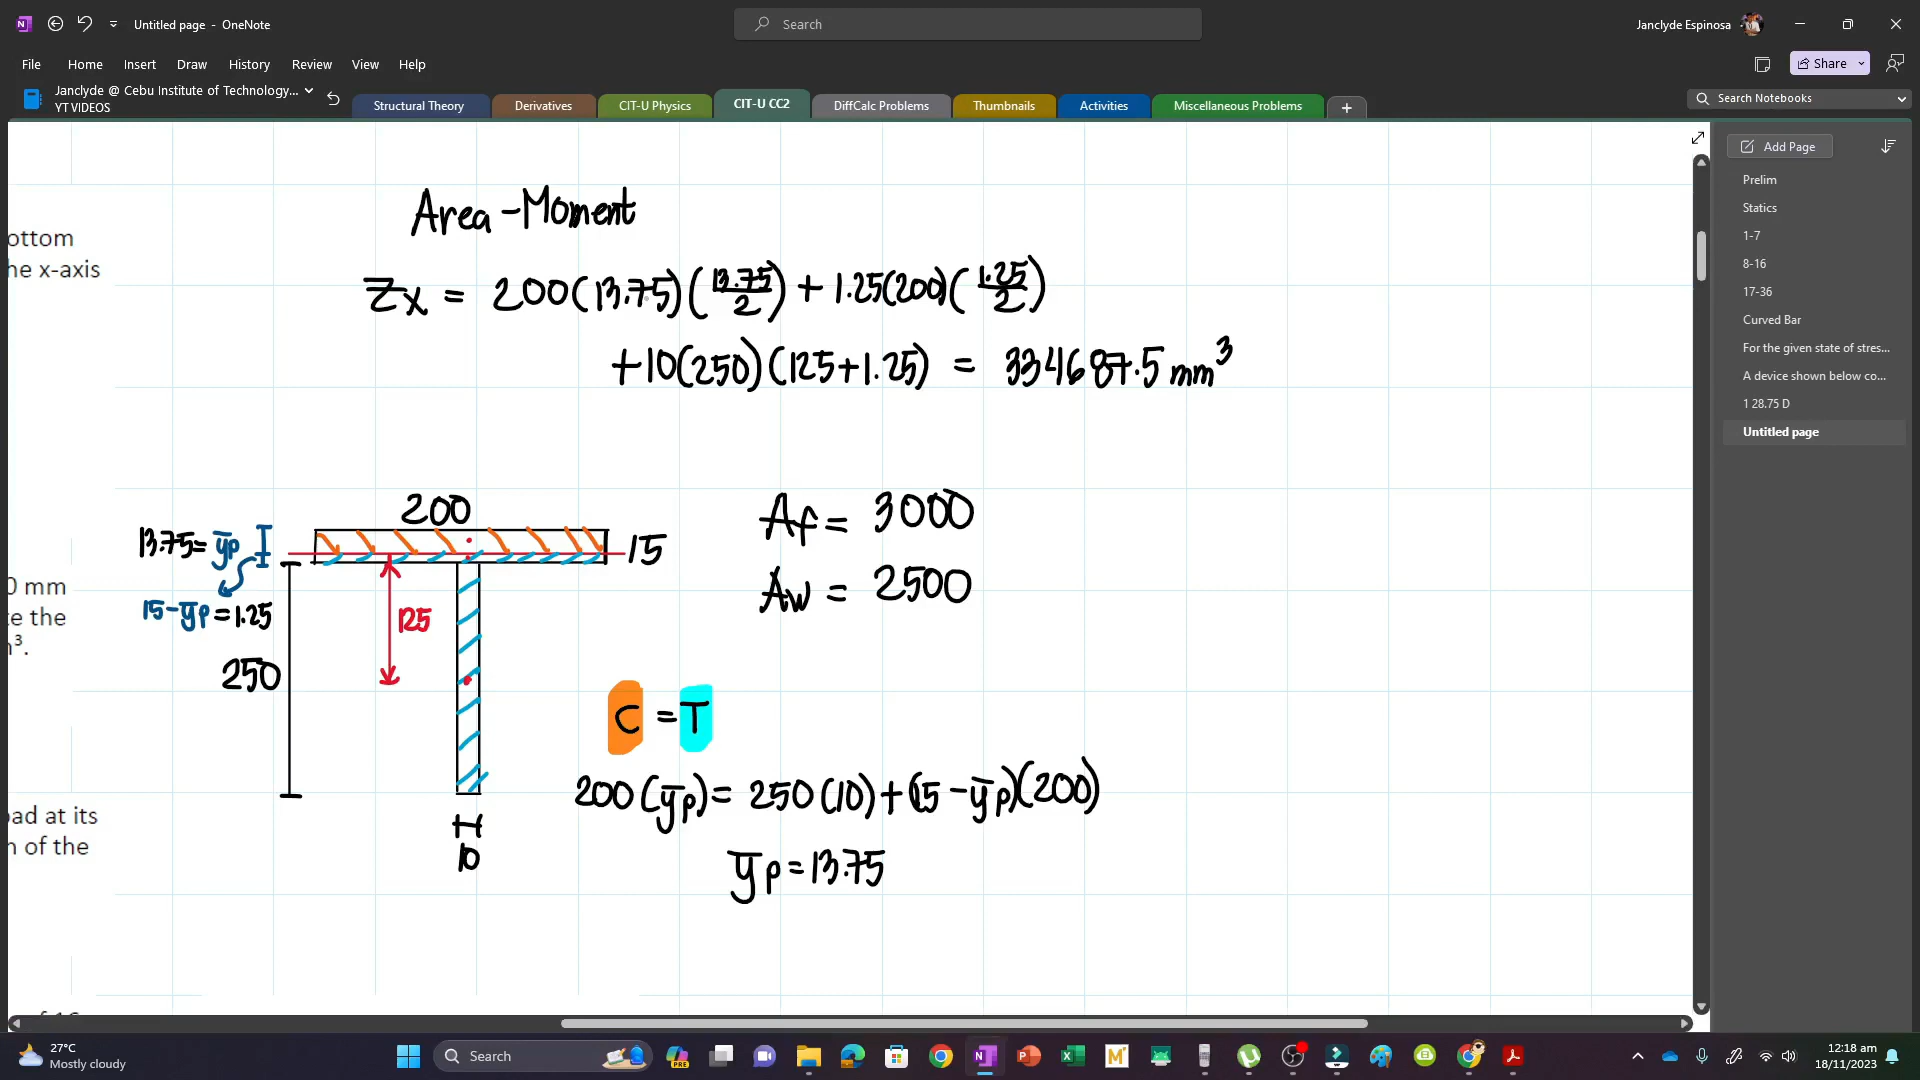 Untitled page - OneNote
Search
Janclyde Espinosa
File Home Insert Draw History Review View Help
Share
Janclyde @ Cebu Institute of Technology...
YT VIDEOS
Structural Theory Derivatives CIT-U Physics CIT-U CC2 DiffCalc Problems Thumbnails Activities Miscellaneous Problems +
Search Notebooks
Add Page
Prelim
Statics
1-7
8-16
17-36
Curved Bar
For the given state of stres...
A device shown below co...
1 28.75 D
Untitled page
ottom
he x-axis
0 mm
te the
n³.
oad at its
n of the
Area - Moment
Zx = 200(13.75)(13.75/2) + 1.25(200)(1.25/2)
+10(250)(125+1.25) = 334687.5 mm³
200
13.75= y̅p
15
15-y̅p = 1.25
125
250
10
Af = 3000
Aw = 2500
C = T
200(y̅p) = 250(10)+(15-y̅p)(200)
y̅p = 13.75
27°C
Mostly cloudy
Search
PRE
12:18 am
18/11/2023